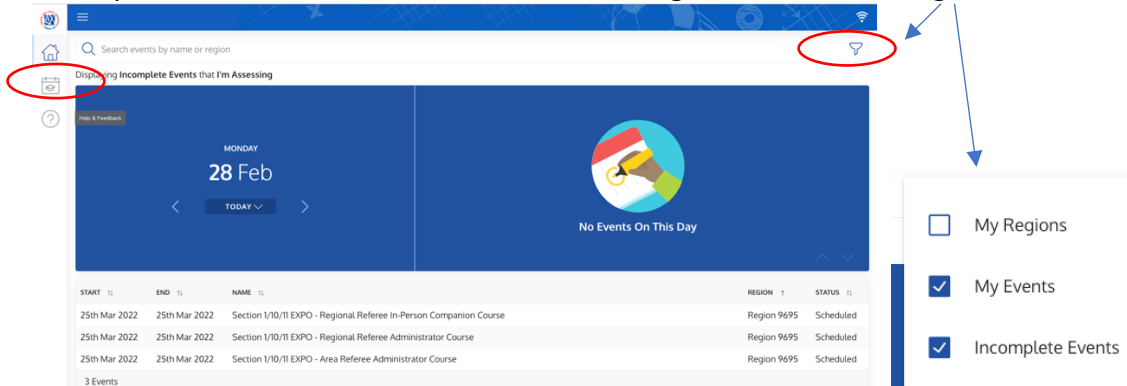 Search events by name or region
Displaying Incomplete Events that I'm Assessing
Help & Feedback
MONDAY
28 Feb
TODAY
No Events On This Day
My Regions
My Events
Incomplete Events
START END NAME REGION STATUS
25th Mar 2022 25th Mar 2022 Section 1/10/11 EXPO - Regional Referee In-Person Companion Course Region 9695 Scheduled
25th Mar 2022 25th Mar 2022 Section 1/10/11 EXPO - Regional Referee Administrator Course Region 9695 Scheduled
25th Mar 2022 25th Mar 2022 Section 1/10/11 EXPO - Area Referee Administrator Course Region 9695 Scheduled
3 Events